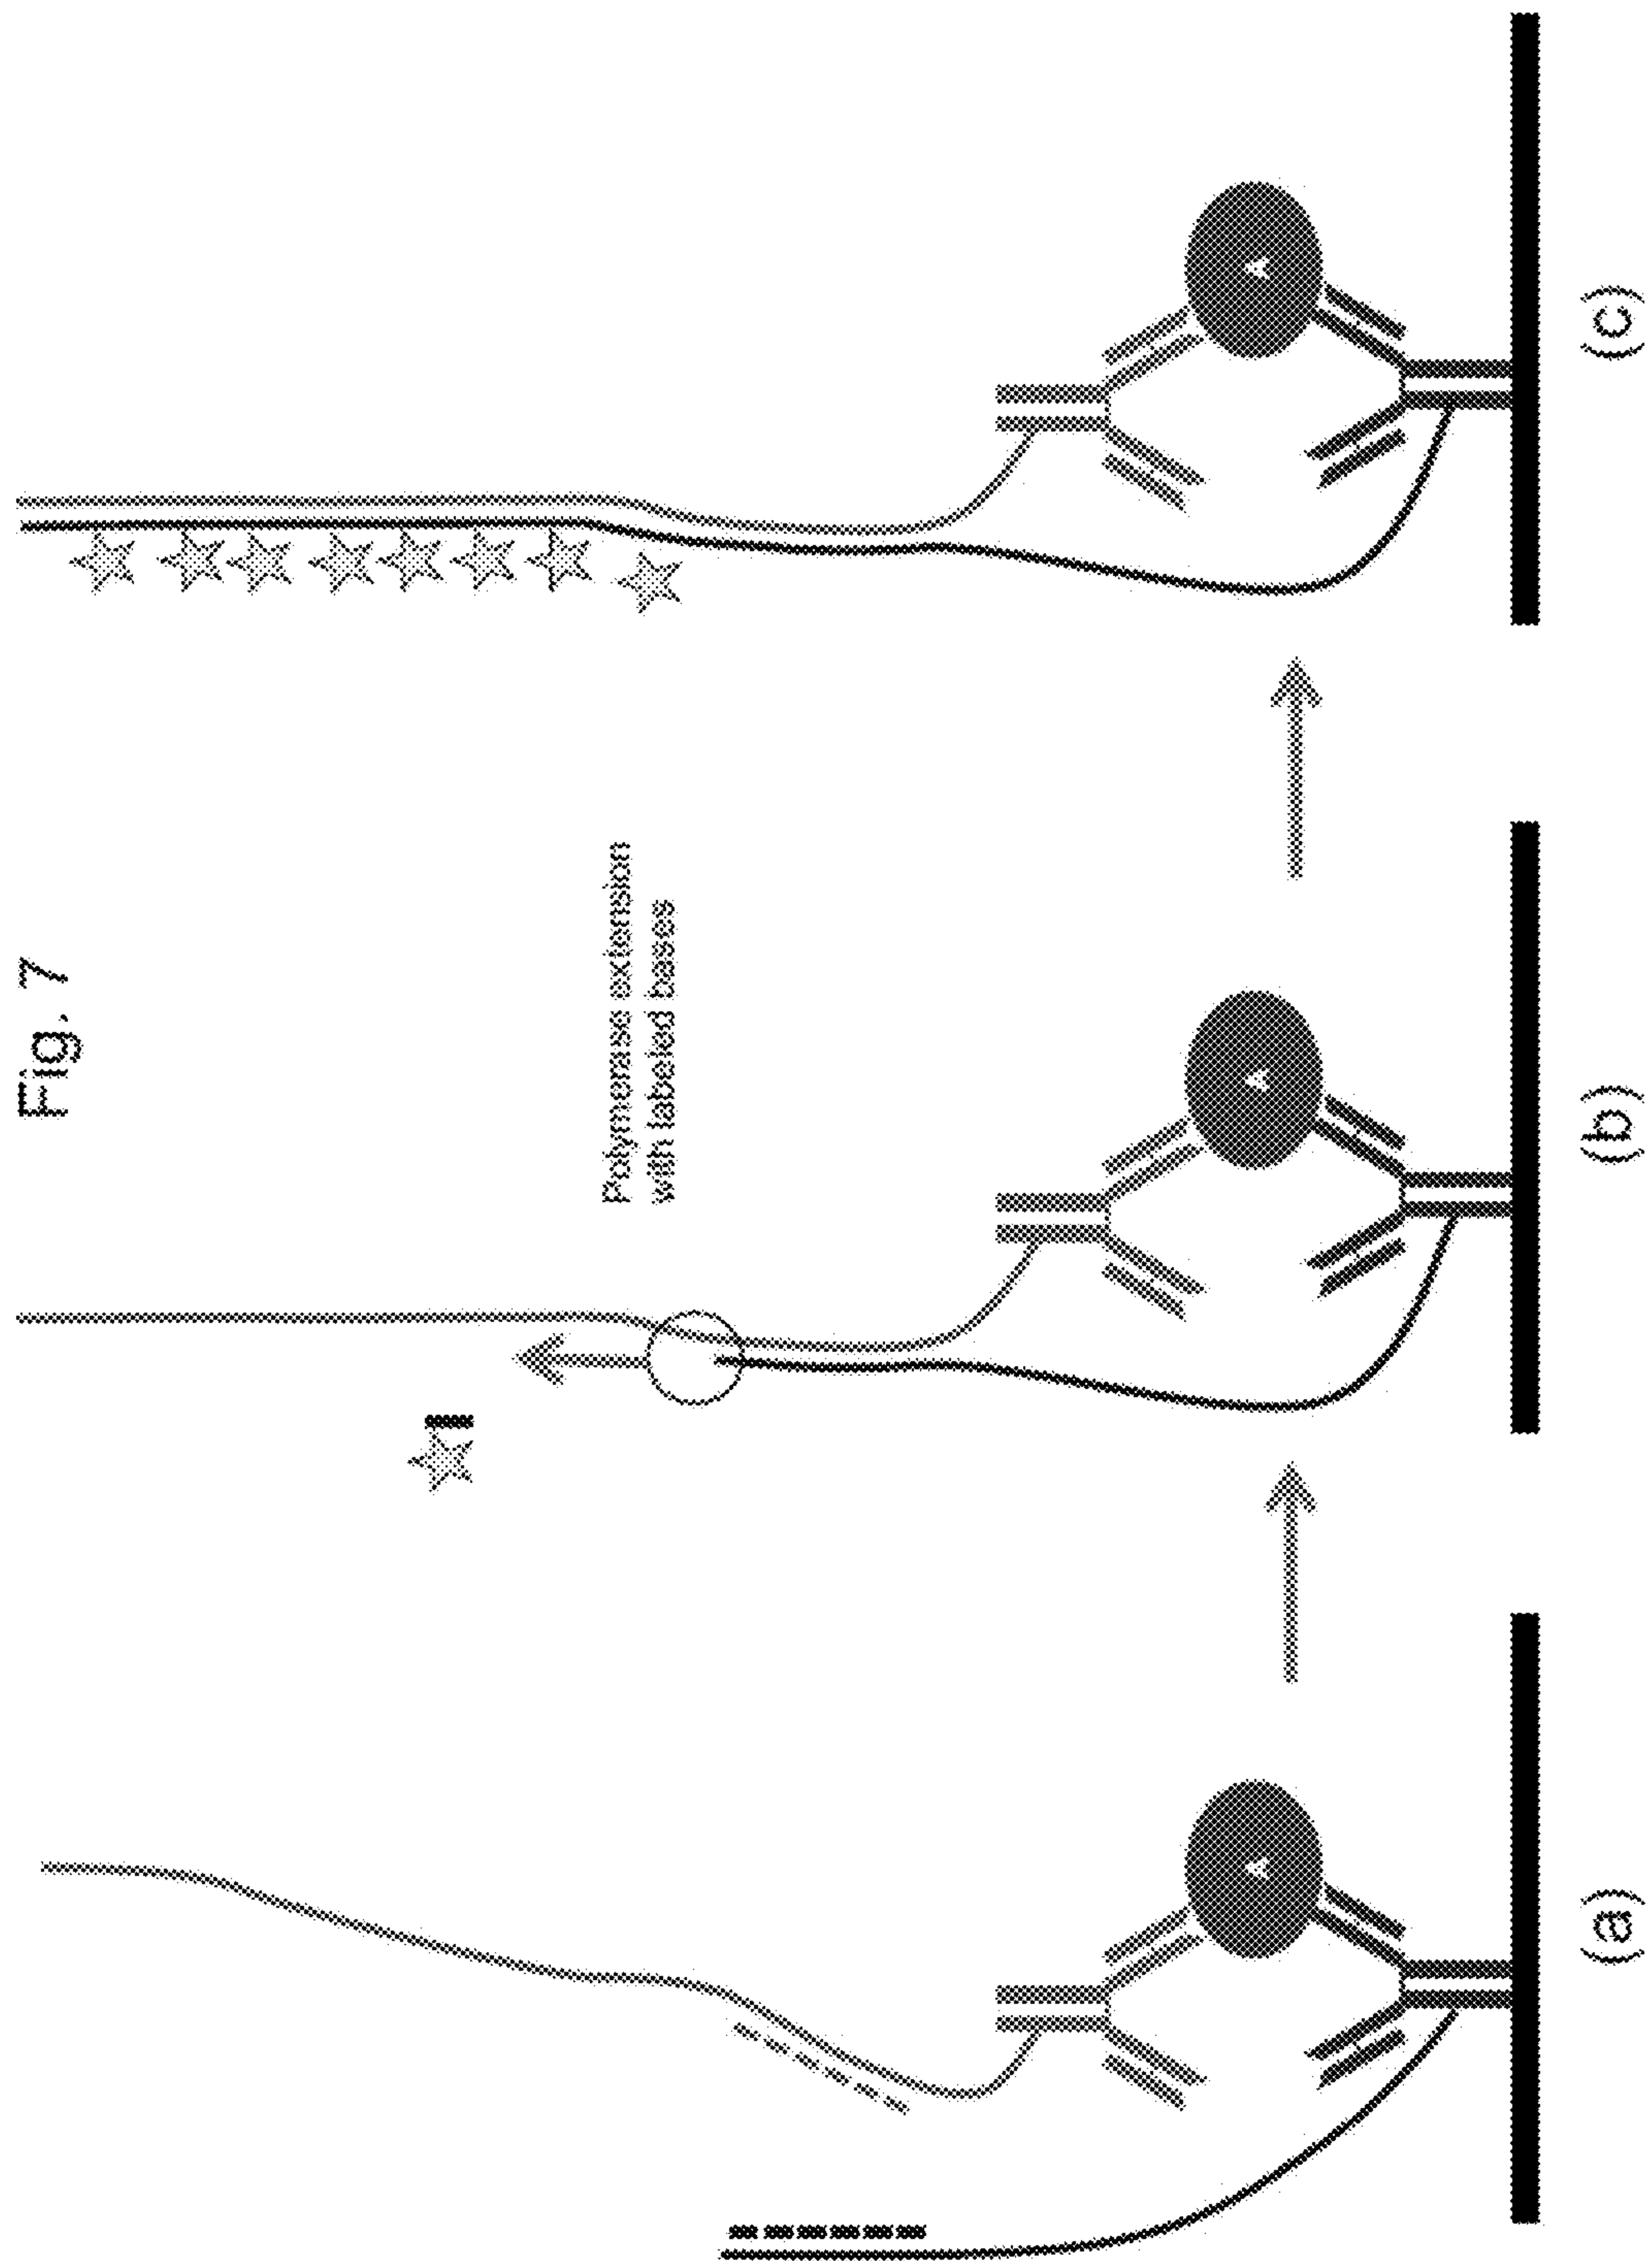 Fig. 7
Polymerase extension
with labeled bases
A
A
A
(a)
(b)
(c)